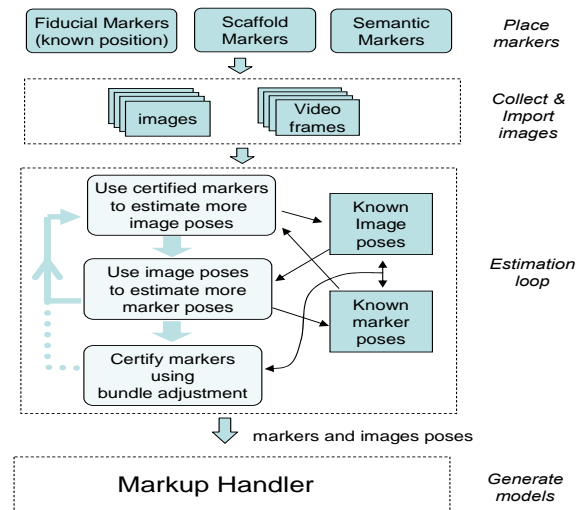 Fiducial Markers
(known position)
Scaffold
Markers
Semantic
Markers
Place
markers
images
Video
frames
Collect &
Import
images
Use certified markers
to estimate more
image poses
Known
Image
poses
Use image poses
to estimate more
marker poses
Known
marker
poses
Estimation
loop
Certify markers
using
bundle adjustment
markers and images poses
Markup Handler
Generate
models